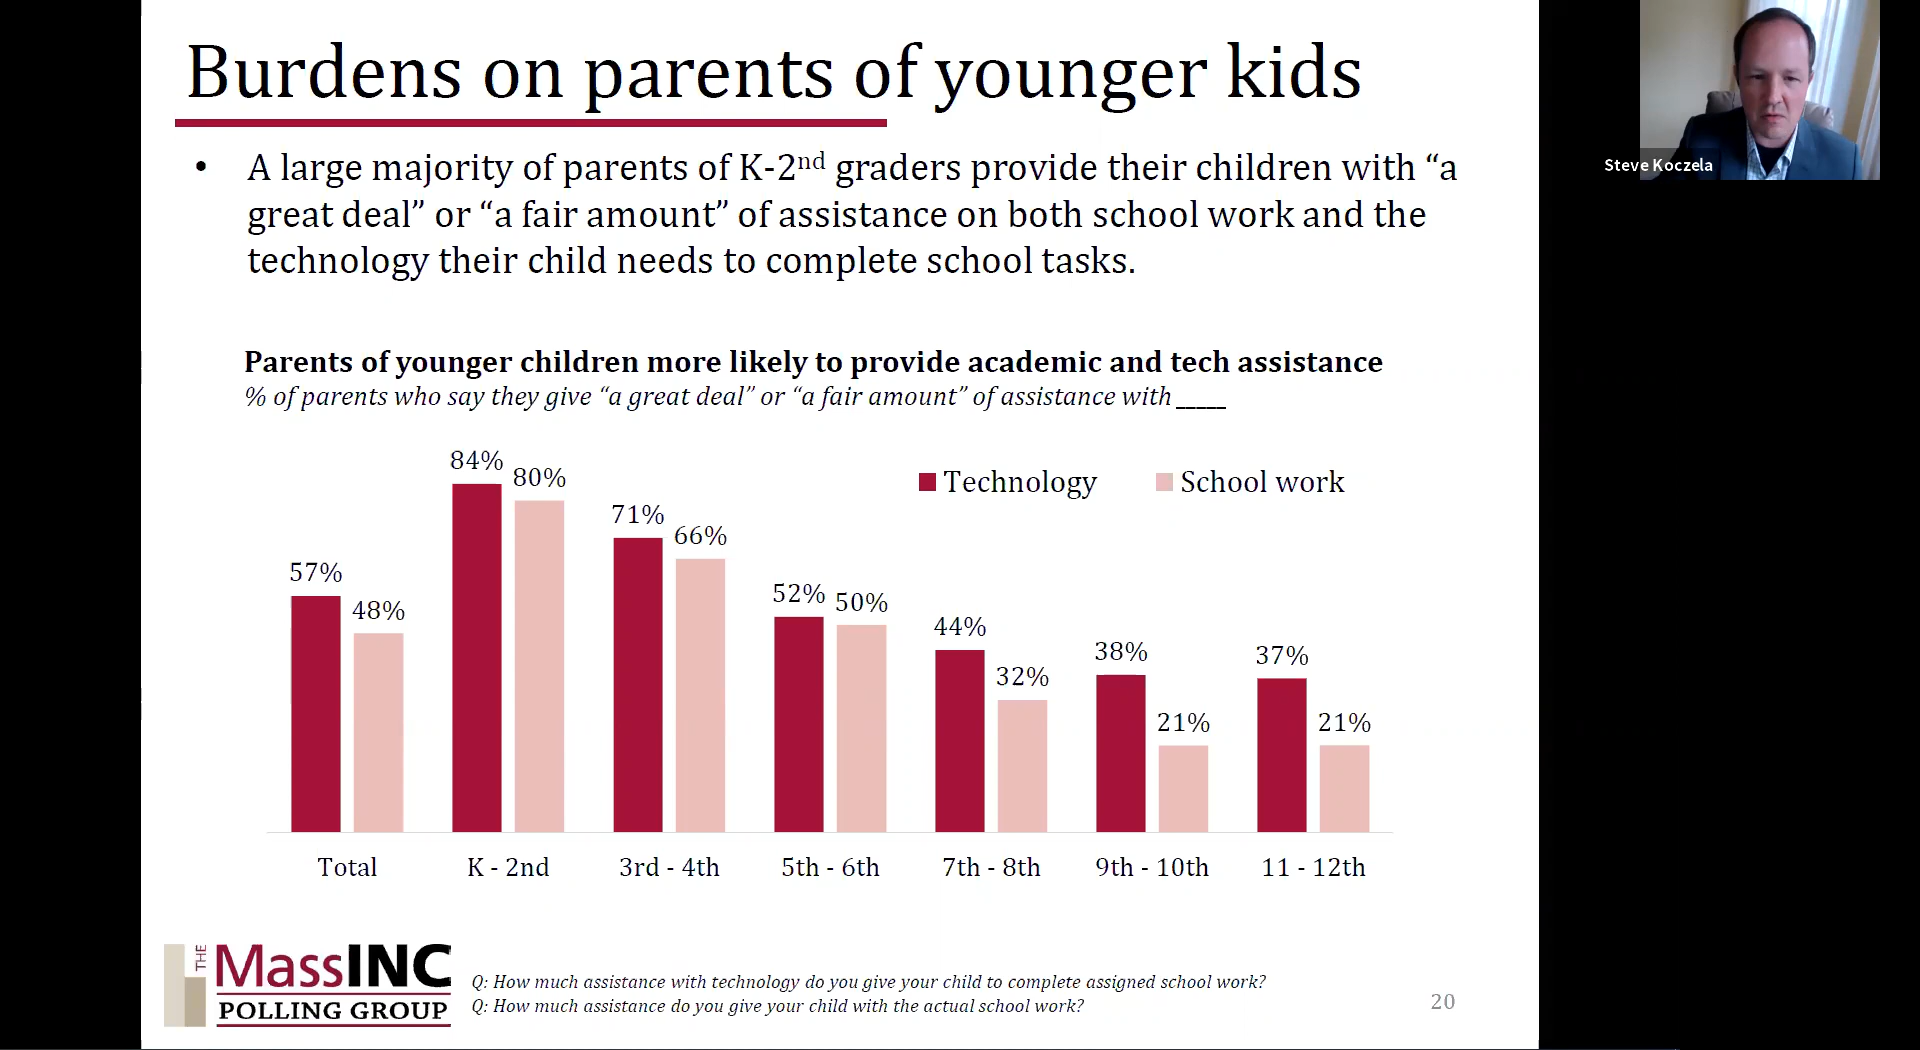 Burdens on parents of younger kids
• A large majority of parents of K-2nd graders provide their children with “a
great deal” or “a fair amount” of assistance on both school work and the
technology their child needs to complete school tasks.
Steve Koczela
Parents of younger children more likely to provide academic and tech assistance
% of parents who say they give “a great deal” or “a fair amount” of assistance with _____
Technology School work
57% 48% 84% 80% 71% 66% 52% 50% 44% 32% 38% 21% 37% 21%
Total K - 2nd 3rd - 4th 5th - 6th 7th - 8th 9th - 10th 11 - 12th
THE MassINC
POLLING GROUP
Q: How much assistance with technology do you give your child to complete assigned school work?
Q: How much assistance do you give your child with the actual school work?
20